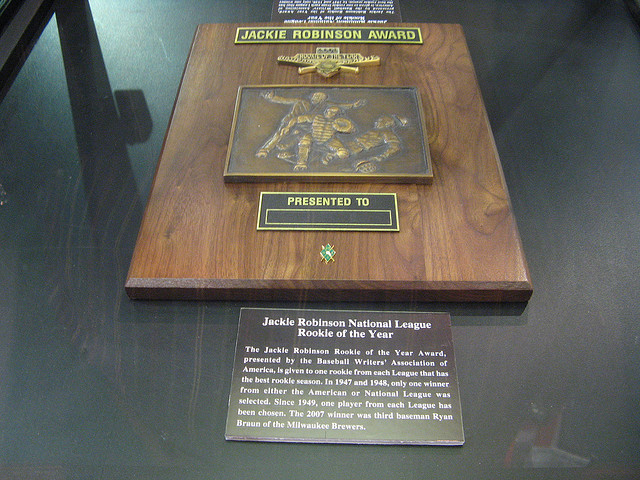 JACKIE ROBINSON AWARD
PRESENTED TO
Jackie Robinson National League
Rookie of the Year
The Jackie Robinson Rookie of the Year Award,
presented by the Baseball Writers' Association of
America, is given to one rookie from each League that has
the best rookie season. In 1947 and 1948, only one winner
from either the American or National League was
selected. Since 1949, one player from each League has
been chosen. The 2007 winner was third baseman Ryan
Braun of the Milwaukee Brewers.